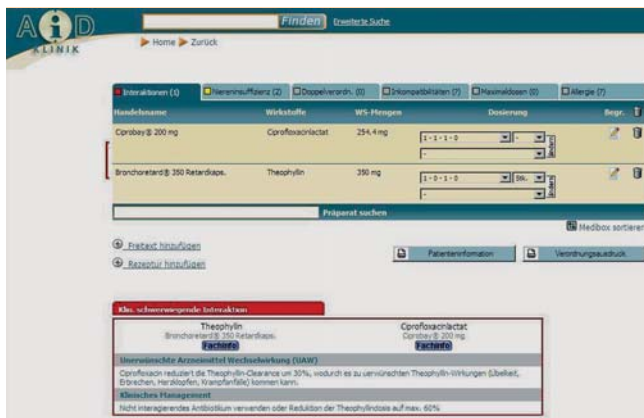 AiD
KLINIK
Finden Erweiterte Suche
Home Zurück
Interaktionen (1) Niereninsuffizienz (2) Doppelverordn. (0) Inkompatibilitäten (?) Maximaldosen (0) Allergie (?)
Handelsname Wirkstoffe WS-Mengen Dosierung Begr.
Ciprobay® 200 mg Ciprofloxacinlactat 254,4 mg 1 - 1 - 1 - 0 -
- ändern
Bronchoretard® 350 Retardkaps. Theophyllin 350 mg 1 - 0 - 1 - 0 Stk.
- ändern
Präparat suchen
Medbox sortieren
Freitext hinzufügen
Patienteninformation Verordnungsausdruck
Rezeptur hinzufügen
Klin. schwerwiegende Interaktion
Theophylin Ciprofloxacinlactat
Bronchoretard® 350 Retardkaps. Ciprobay® 200 mg
Fachinfo Fachinfo
Unerwünschte Arzneimittel Wechselwirkung (UAW)
Ciprofloxacin reduziert die Theophyllin-Clearance um 30%, wodurch es zu unerwünschten Theophyllin-Wirkungen (Übelkeit,
Erbrechen, Herzklopfen, Krampfanfälle) kommen kann.
Klinisches Management
Nicht interagierendes Antibiotikum verwenden oder Reduktion der Theophyllindosis auf max. 60%